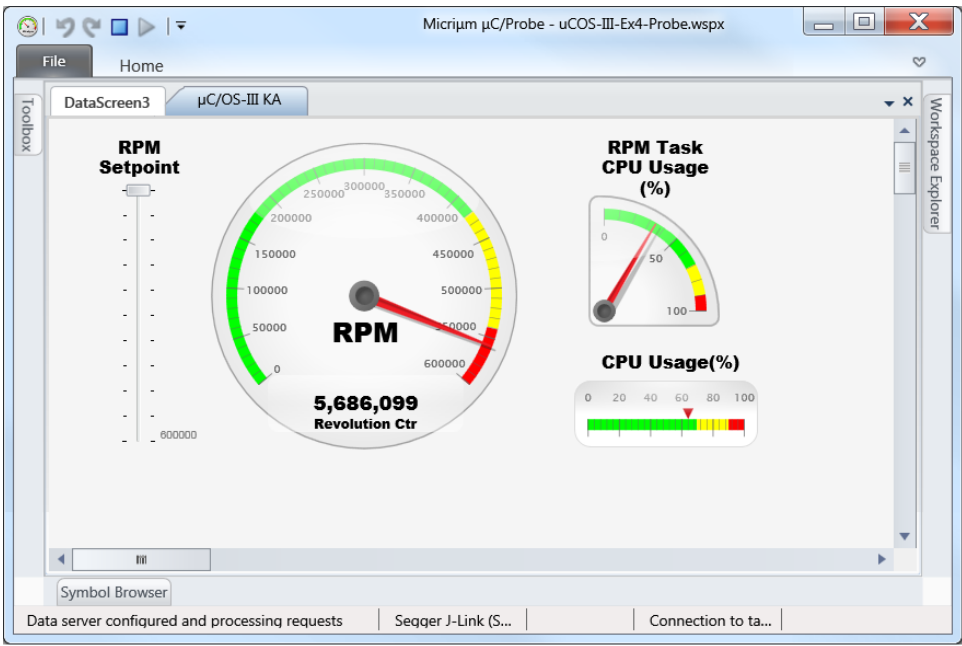 Micriµm µC/Probe - uCOS-III-Ex4-Probe.wspx
File
Home
Toolbox
DataScreen3
µC/OS-III KA
Workspace Explorer
RPM
Setpoint
600000
0
50000
100000
150000
200000
250000
300000
350000
400000
450000
500000
550000
600000
RPM
5,686,099
Revolution Ctr
RPM Task
CPU Usage
(%)
0
50
100
CPU Usage(%)
0 20 40 60 80 100
Symbol Browser
Data server configured and processing requests
Segger J-Link (S...
Connection to ta...